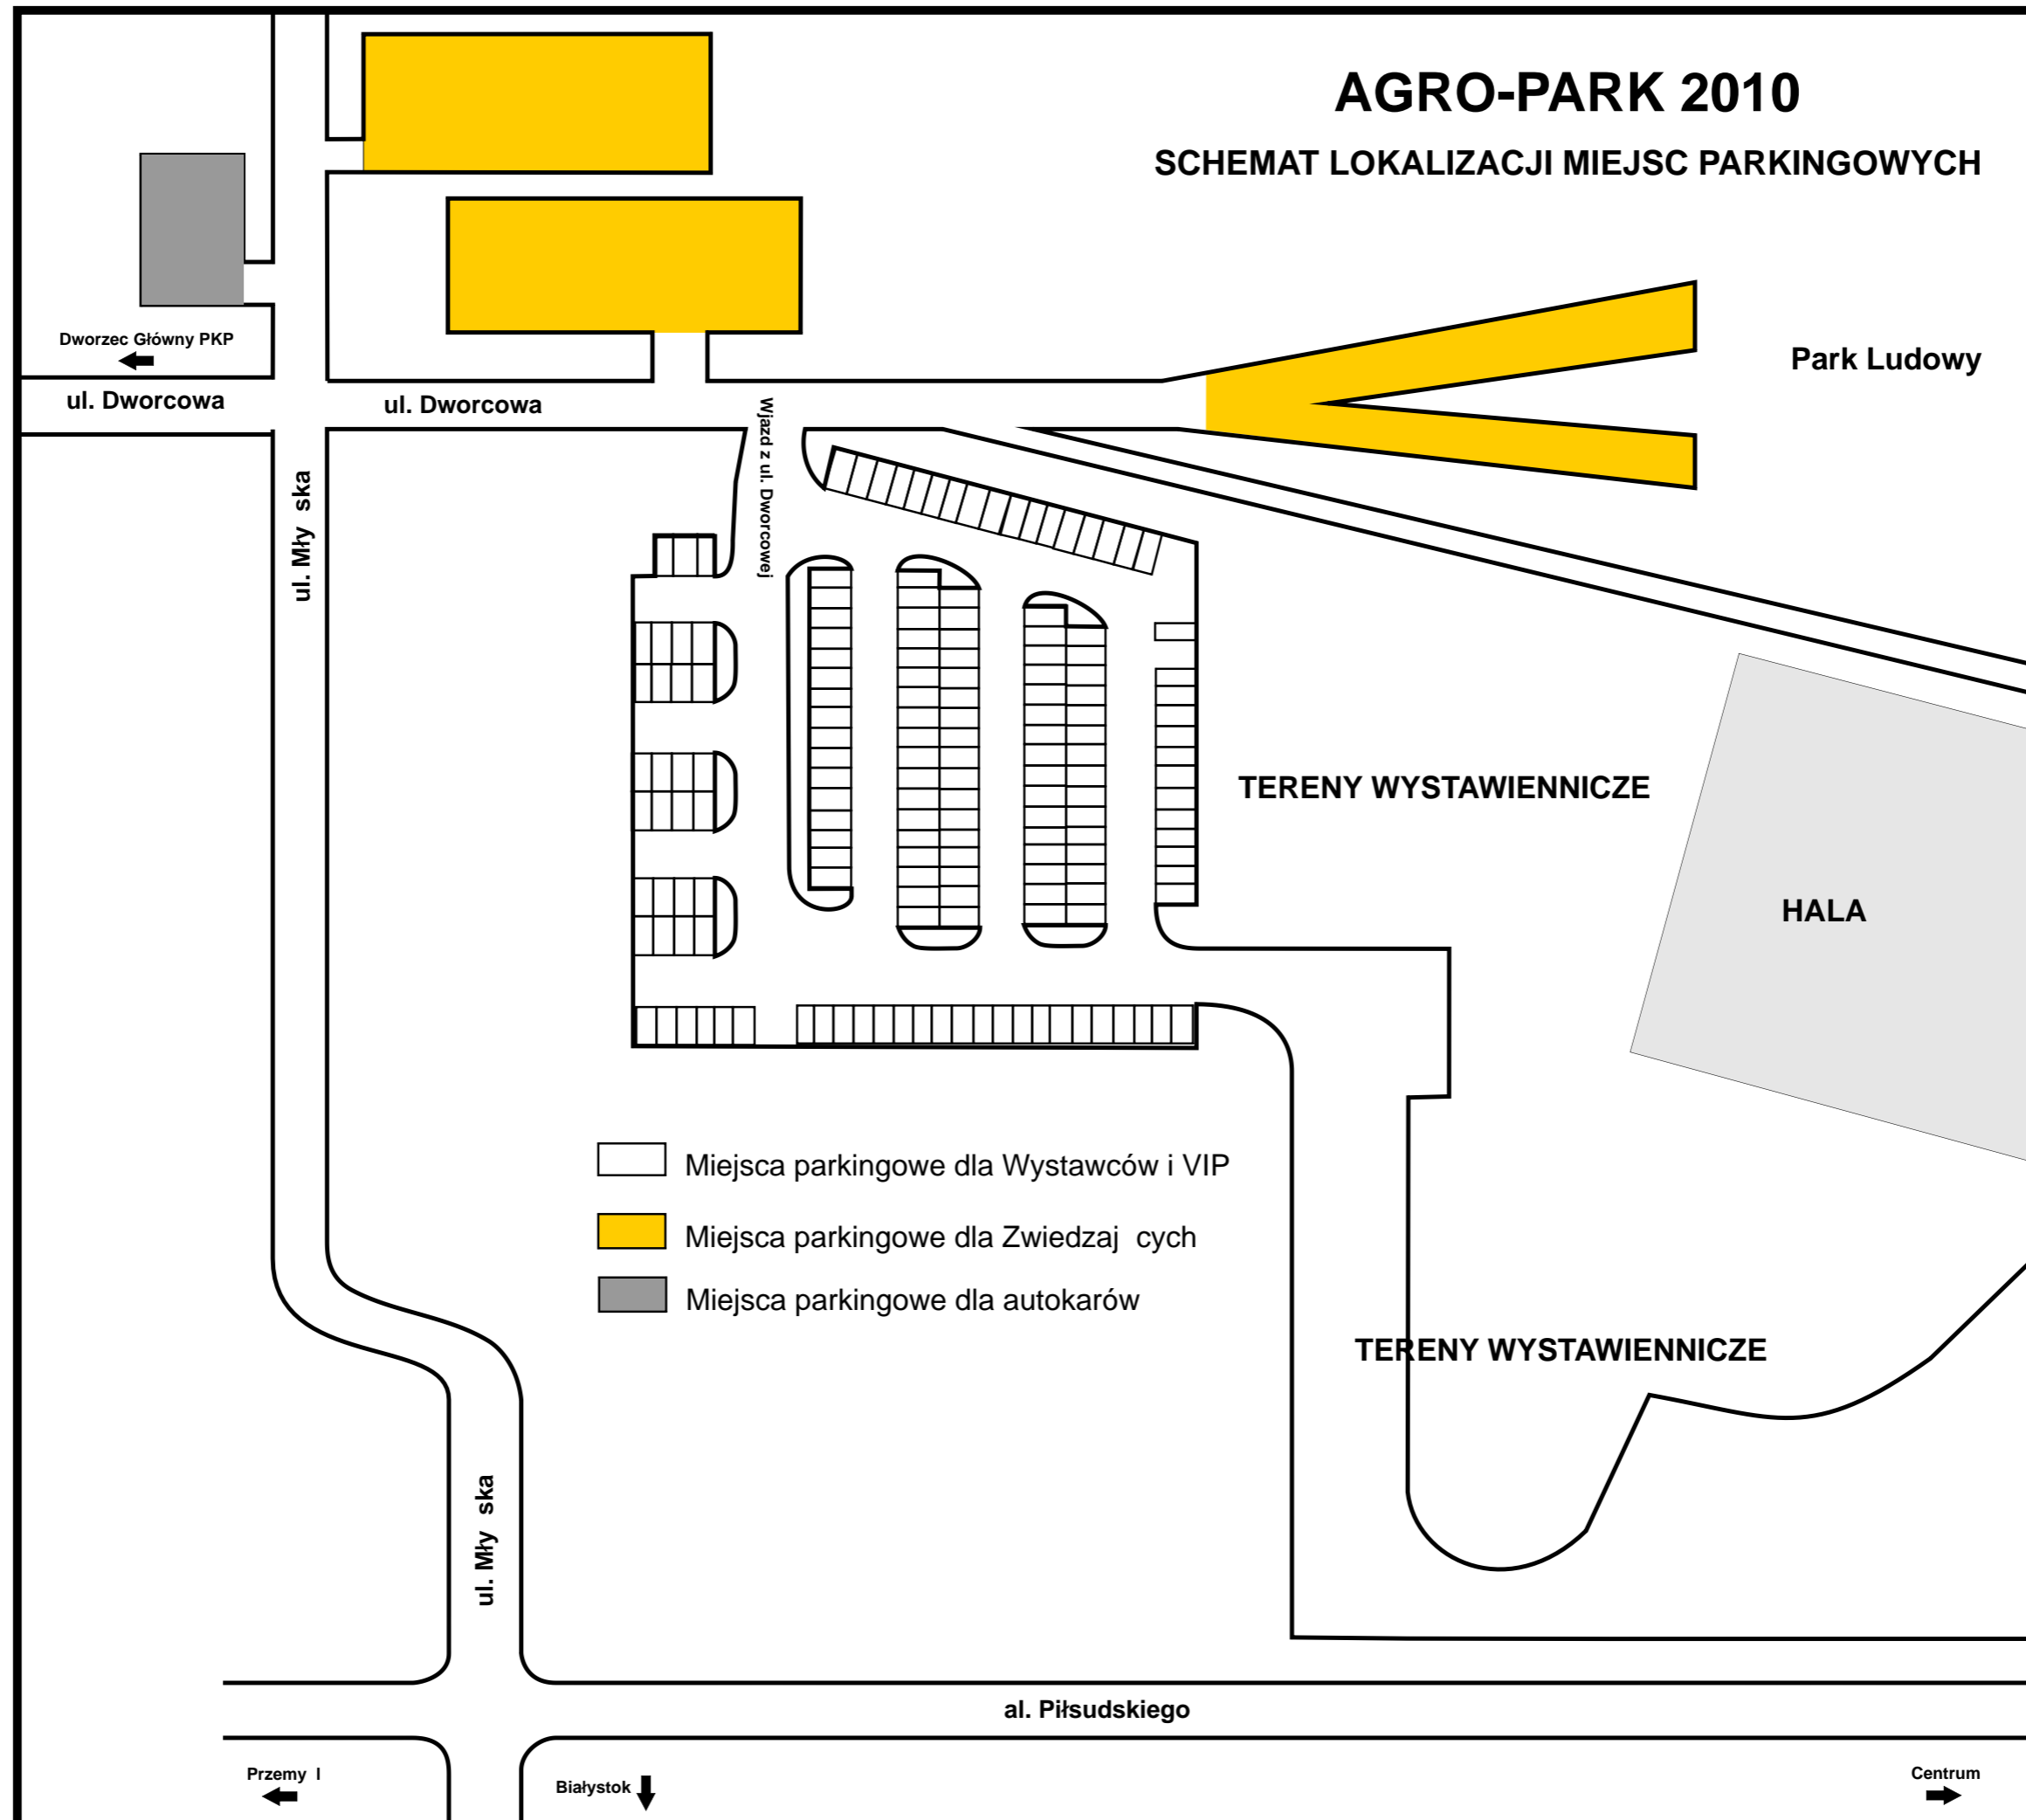 AGRO-PARK 2010
SCHEMAT LOKALIZACJI MIEJSC PARKINGOWYCH
Dworzec Główny PKP
Park Ludowy
ul. Dworcowa
ul. Dworcowa
Wjazd z ul. Dworcowej
ul. Mły ska
TERENY WYSTAWIENNICZE
HALA
Miejsca parkingowe dla Wystawców i VIP
Miejsca parkingowe dla Zwiedzaj cych
Miejsca parkingowe dla autokarów
TERENY WYSTAWIENNICZE
ul. Mły ska
al. Piłsudskiego
Przemy l
Białystok
Centrum